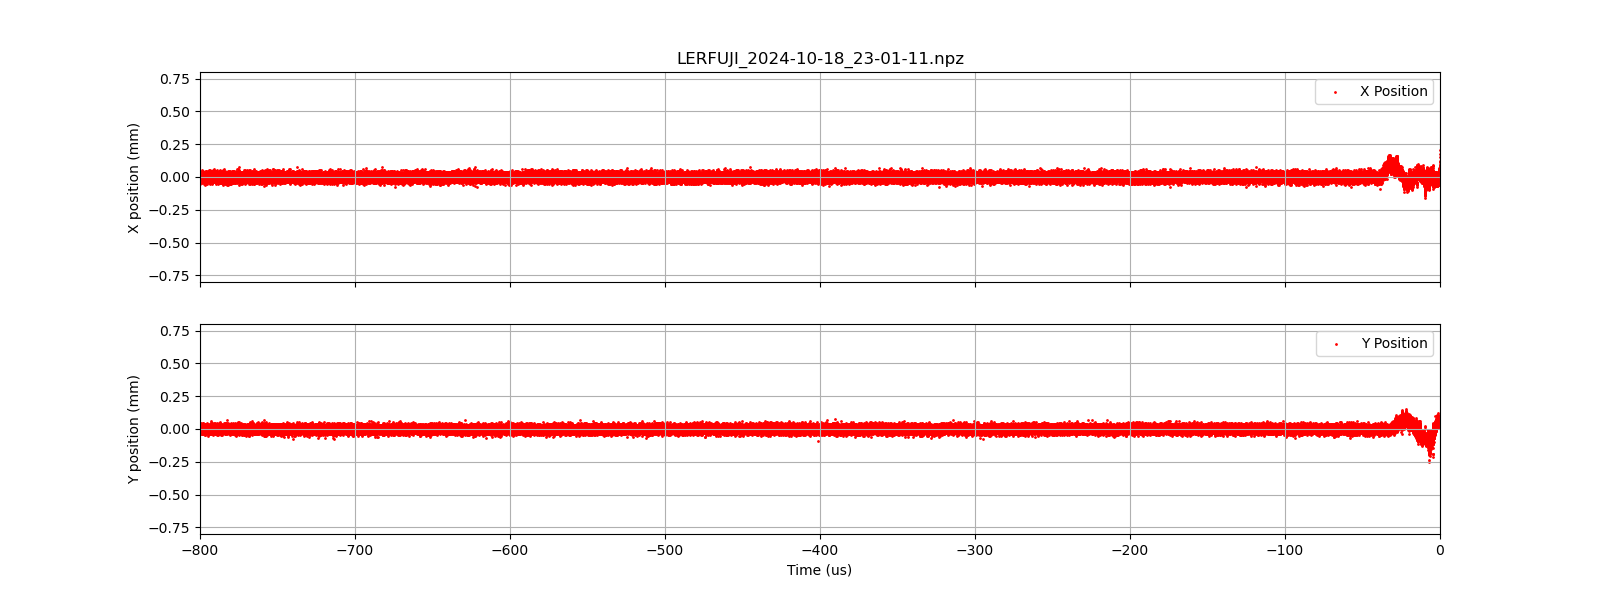 LERFUJI_2024-10-18_23-01-11.npz
0.75
0.50
0.25
0.00
−0.25
−0.50
−0.75
X position (mm)
X Position
0.75
0.50
0.25
0.00
−0.25
−0.50
−0.75
Y position (mm)
Y Position
−800 −700 −600 −500 −400 −300 −200 −100 0
Time (us)